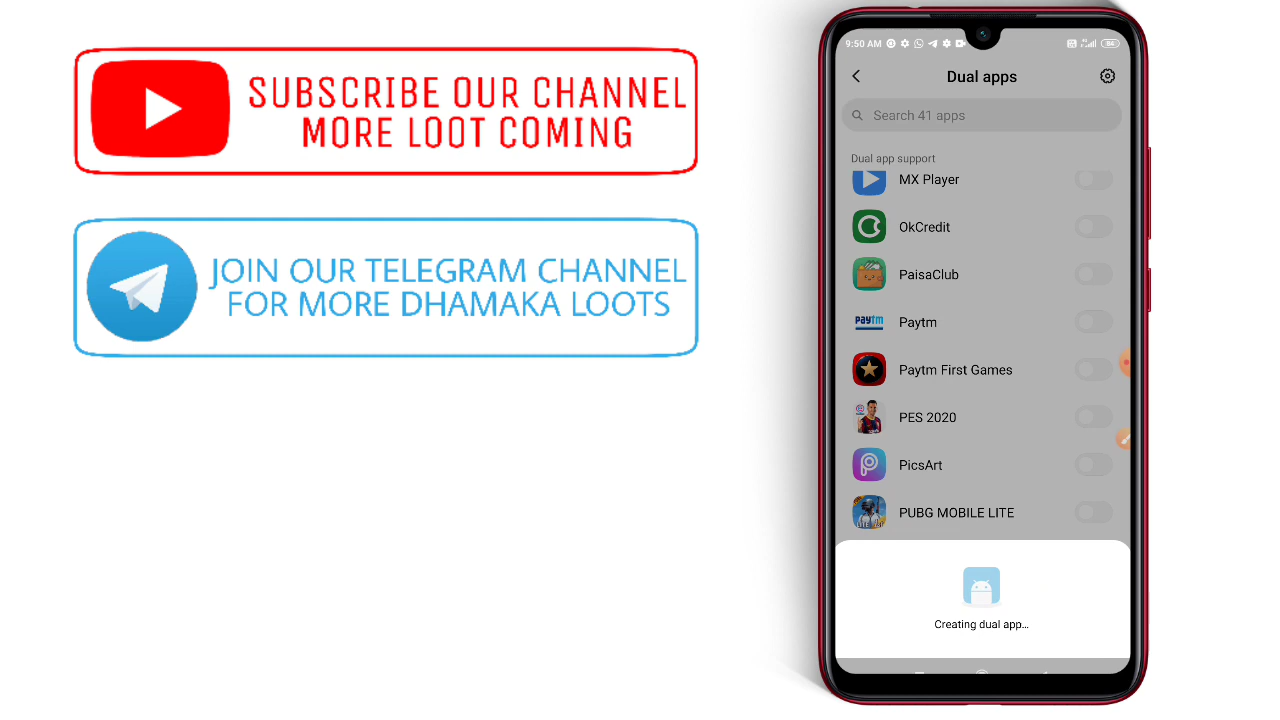 SUBSCRIBE OUR CHANNEL
MORE LOOT COMING
JOIN OUR TELEGRAM CHANNEL
FOR MORE DHAMAKA LOOTS
9:50 AM
Dual apps
Search 41 apps
Dual app support
MX Player
OkCredit
PaisaClub
Paytm
Paytm
Paytm First Games
PES 2020
PicsArt
PUBG MOBILE LITE
Creating dual app...